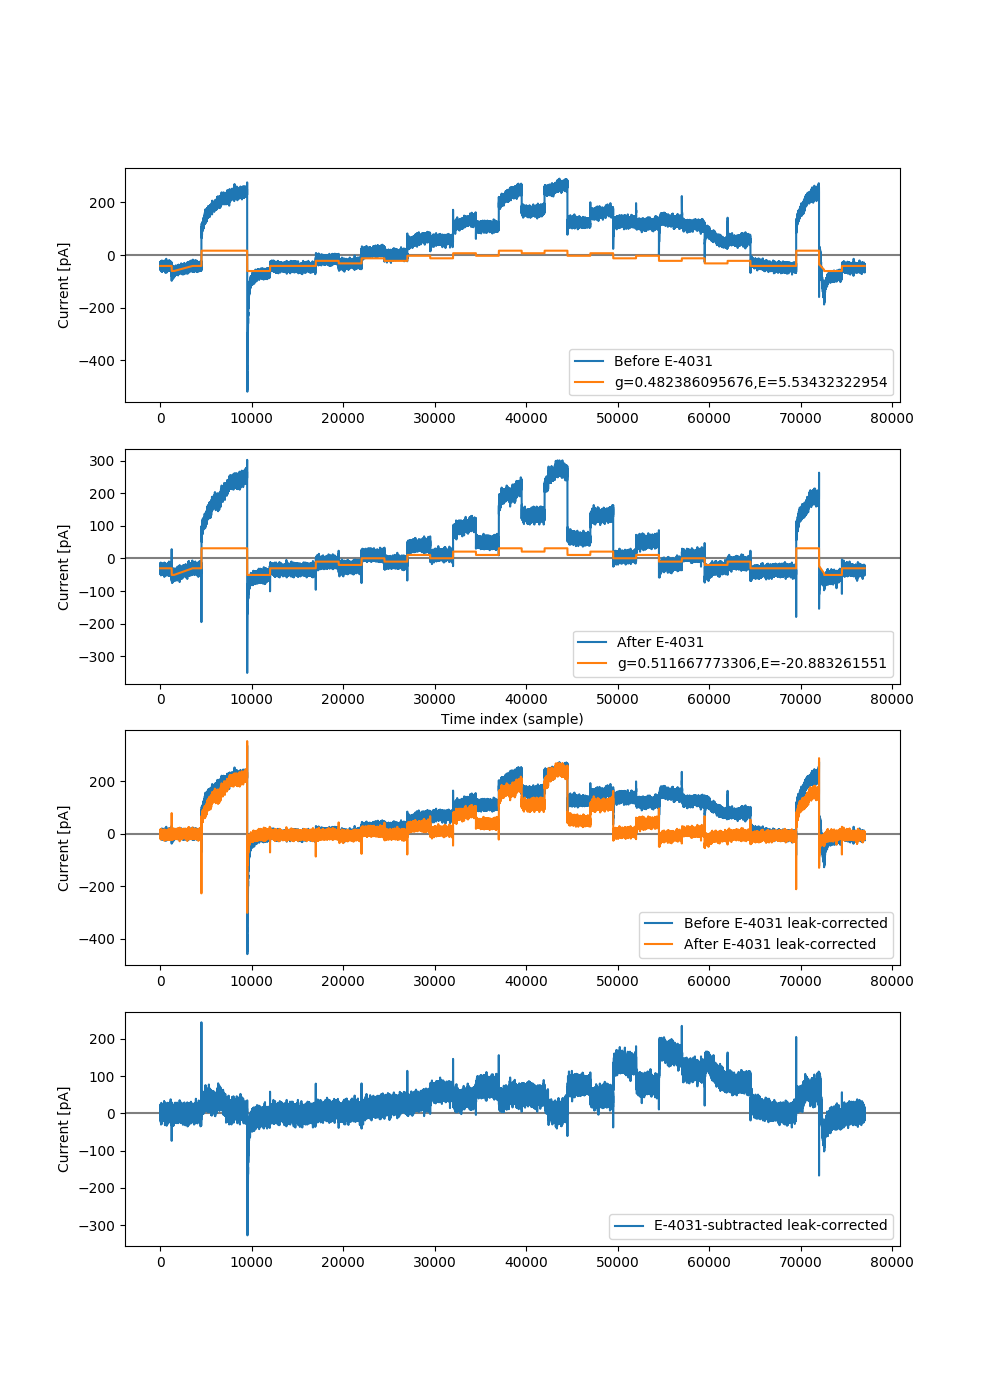 200
0
−200
−400
Current [pA]
Before E-4031
g=0.482386095676,E=5.53432322954
0 10000 20000 30000 40000 50000 60000 70000 80000
300
200
100
0
−100
−200
−300
Current [pA]
After E-4031
g=0.511667773306,E=-20.883261551
0 10000 20000 30000 40000 50000 60000 70000 80000
Time index (sample)
200
0
−200
−400
Current [pA]
Before E-4031 leak-corrected
After E-4031 leak-corrected
0 10000 20000 30000 40000 50000 60000 70000 80000
200
100
0
−100
−200
−300
Current [pA]
E-4031-subtracted leak-corrected
0 10000 20000 30000 40000 50000 60000 70000 80000